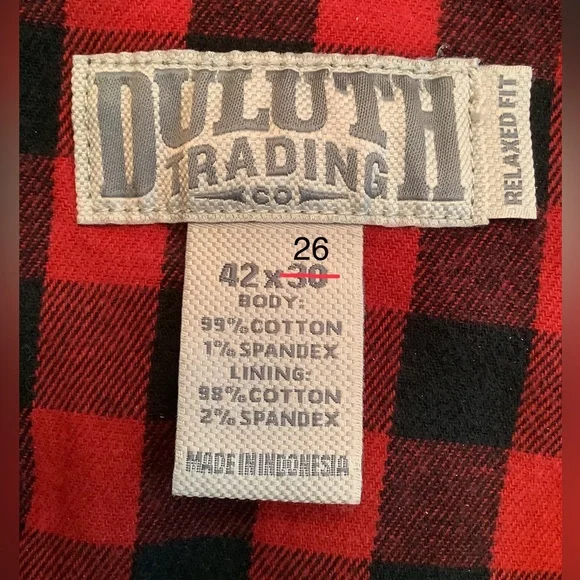 DULUTH
TRADING
CO
RELAXED FIT
26
42 x 30
BODY:
99% COTTON
1% SPANDEX
LINING:
98% COTTON
2% SPANDEX
MADE IN INDONESIA